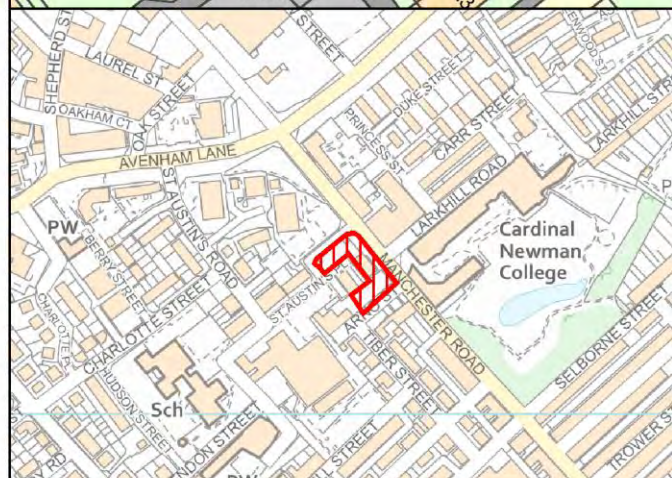 SHEPHERD ST
LAUREL ST
OAKHAM CT
OAK STREET
STREET
AVENHAM LANE
DUKE STREET
PRINCESS ST
CARR STREET
LARKHILL ROAD
LARKHILL ST
PW
BERRY STREET
ST AUSTIN'S ROAD
Cardinal
Newman
College
MANCHESTER ROAD
ST AUSTIN'S
TIBER STREET
CHARLOTTE STREET
SELBORNE STREET
HUDSON STREET
Sch
TROWER S